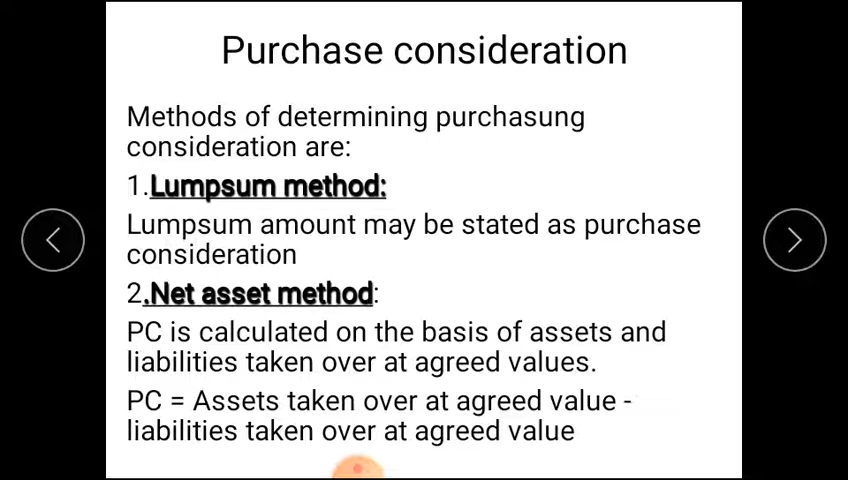 Purchase consideration
Methods of determining purchasung
consideration are:
1.Lumpsum method:
Lumpsum amount may be stated as purchase
consideration
2.Net asset method:
PC is calculated on the basis of assets and
liabilities taken over at agreed values.
PC = Assets taken over at agreed value -
liabilities taken over at agreed value